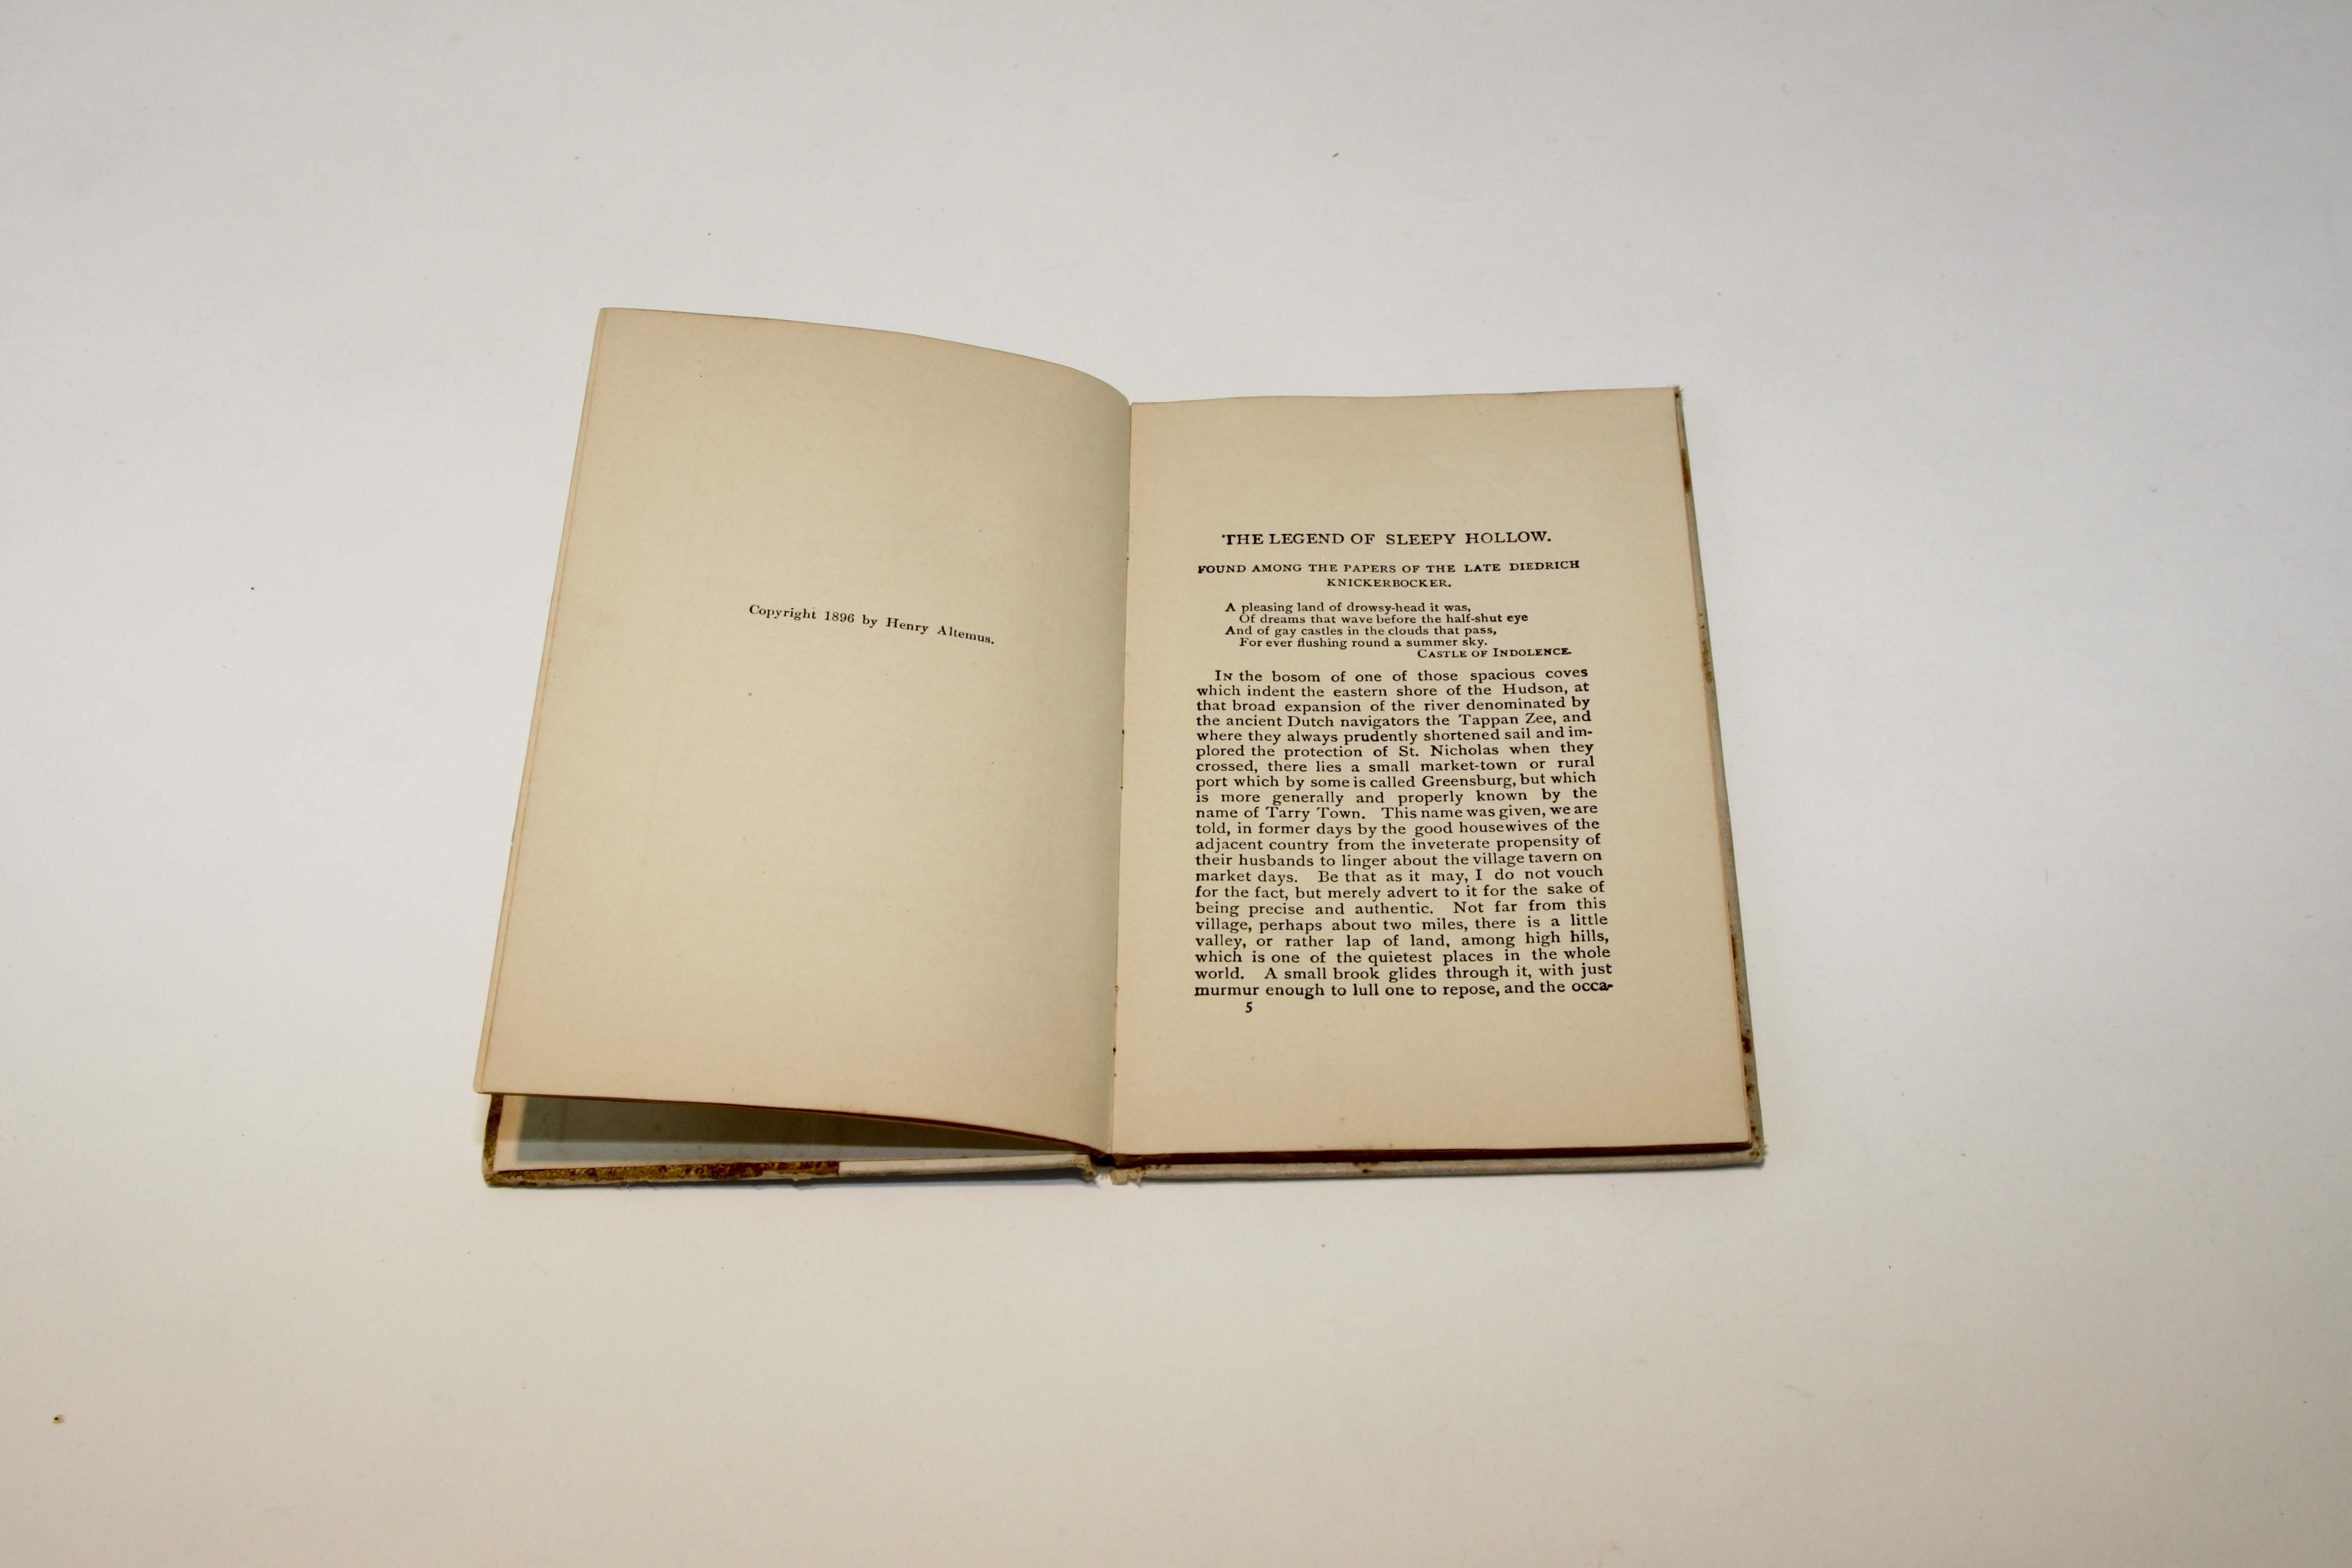 Copyright 1896 by Henry Altemus.
THE LEGEND OF SLEEPY HOLLOW.
FOUND AMONG THE PAPERS OF THE LATE DIEDRICH
KNICKERBOCKER.
A pleasing land of drowsy-head it was,
Of dreams that wave before the half-shut eye
And of gay castles in the clouds that pass,
For ever flushing round a summer sky.
CASTLE OF INDOLENCE.
IN the bosom of one of those spacious coves
which indent the eastern shore of the Hudson, at
that broad expansion of the river denominated by
the ancient Dutch navigators the Tappan Zee, and
where they always prudently shortened sail and im-
plored the protection of St. Nicholas when they
crossed, there lies a small market-town or rural
port which by some is called Greensburg, but which
is more generally and properly known by the
name of Tarry Town. This name was given, we are
told, in former days by the good housewives of the
adjacent country from the inveterate propensity of
their husbands to linger about the village tavern on
market days. Be that as it may, I do not vouch
for the fact, but merely advert to it for the sake of
being precise and authentic. Not far from this
village, perhaps about two miles, there is a little
valley, or rather lap of land, among high hills,
which is one of the quietest places in the whole
world. A small brook glides through it, with just
murmur enough to lull one to repose, and the occa-
5